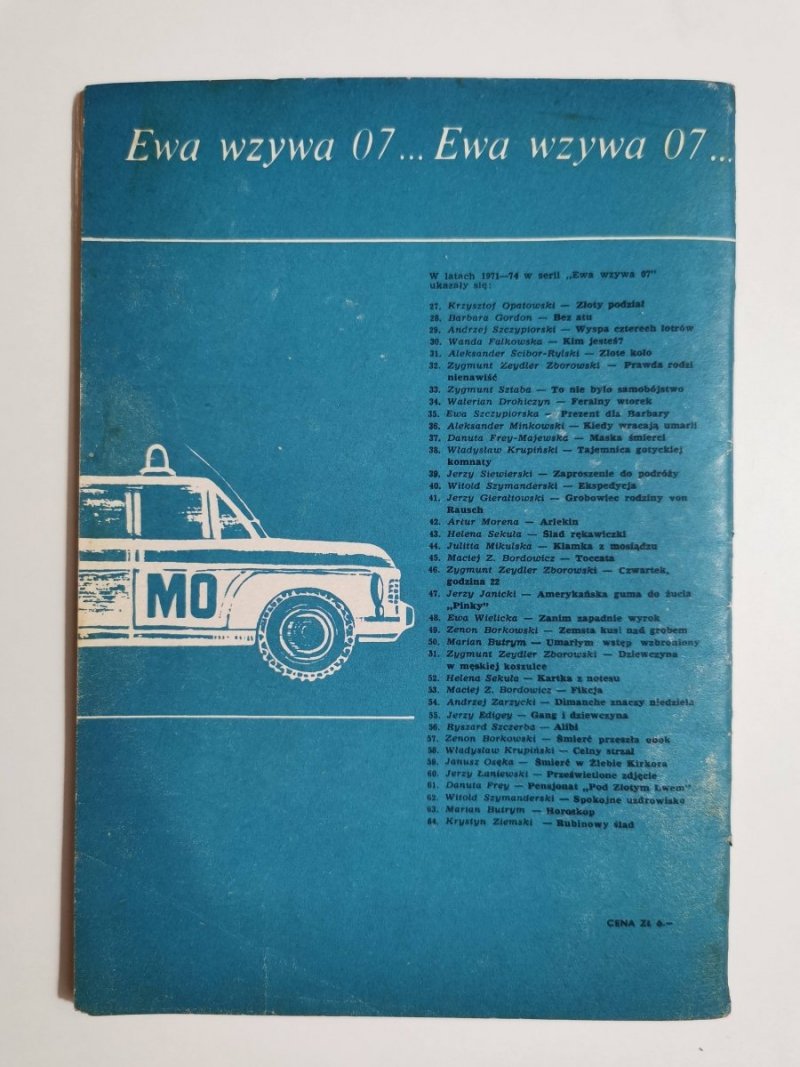 Ewa wzywa 07... Ewa wzywa 07...
W latach 1971—74 w serii „Ewa wzywa 07”
ukazały się:
27. Krzysztof Opatowski — Złoty podział
28. Barbara Gordon — Bez atu
29. Andrzej Szczypiorski — Wyspa czterech łotrów
30. Wanda Falkowska — Kim jesteś?
31. Aleksander Ścibor-Rylski — Złote koło
32. Zygmunt Zeydler Zborowski — Prawda rodzi
nienawiść
33. Zygmunt Sztaba — To nie było samobójstwo
34. Walerian Drohiczyn — Feralny wtorek
35. Ewa Szczypiorska — Prezent dla Barbary
36. Aleksander Minkowski — Kiedy wracają umarli
37. Danuta Frey-Majewska — Maska śmierci
38. Władysław Krupiński — Tajemnica gotyckiej
komnaty
39. Jerzy Siewierski — Zaproszenie do podróży
40. Witold Szymanderski — Ekspedycja
41. Jerzy Gierałtowski — Grobowiec rodziny von
Rausch
42. Artur Morena — Arlekin
43. Helena Sekuła — Ślad rękawiczki
44. Julitta Mikulska — Klamka z mosiądzu
45. Maciej Z. Bordowicz — Toccata
46. Zygmunt Zeydler Zborowski — Czwartek,
godzina 22
47. Jerzy Janicki — Amerykańska guma do żucia
„Pinky”
48. Ewa Wielicka — Zanim zapadnie wyrok
49. Zenon Borkowski — Zemsta kusi nad grobem
50. Marian Butrym — Umarłym wstęp wzbroniony
51. Zygmunt Zeydler Zborowski — Dziewczyna
w męskiej koszulce
52. Helena Sekuła — Kartka z notesu
53. Maciej Z. Bordowicz — Fikcja
54. Andrzej Zarzycki — Dimanche znaczy niedziela
55. Jerzy Edigey — Gang i dziewczyna
56. Ryszard Szczerba — Alibi
57. Zenon Borkowski — Śmierć przeszła obok
58. Władysław Krupiński — Celny strzał
59. Janusz Osęka — Śmierć w Żlebie Kirkora
60. Jerzy Łaniewski — Prześwietlone zdjęcie
61. Danuta Frey — Pensjonat „Pod Złotym Lwem”
62. Witold Szymanderski — Spokojne uzdrowisko
63. Marian Butrym — Horoskop
64. Krystyn Ziemski — Rubinowy ślad
MO
CENA ZŁ 6.—